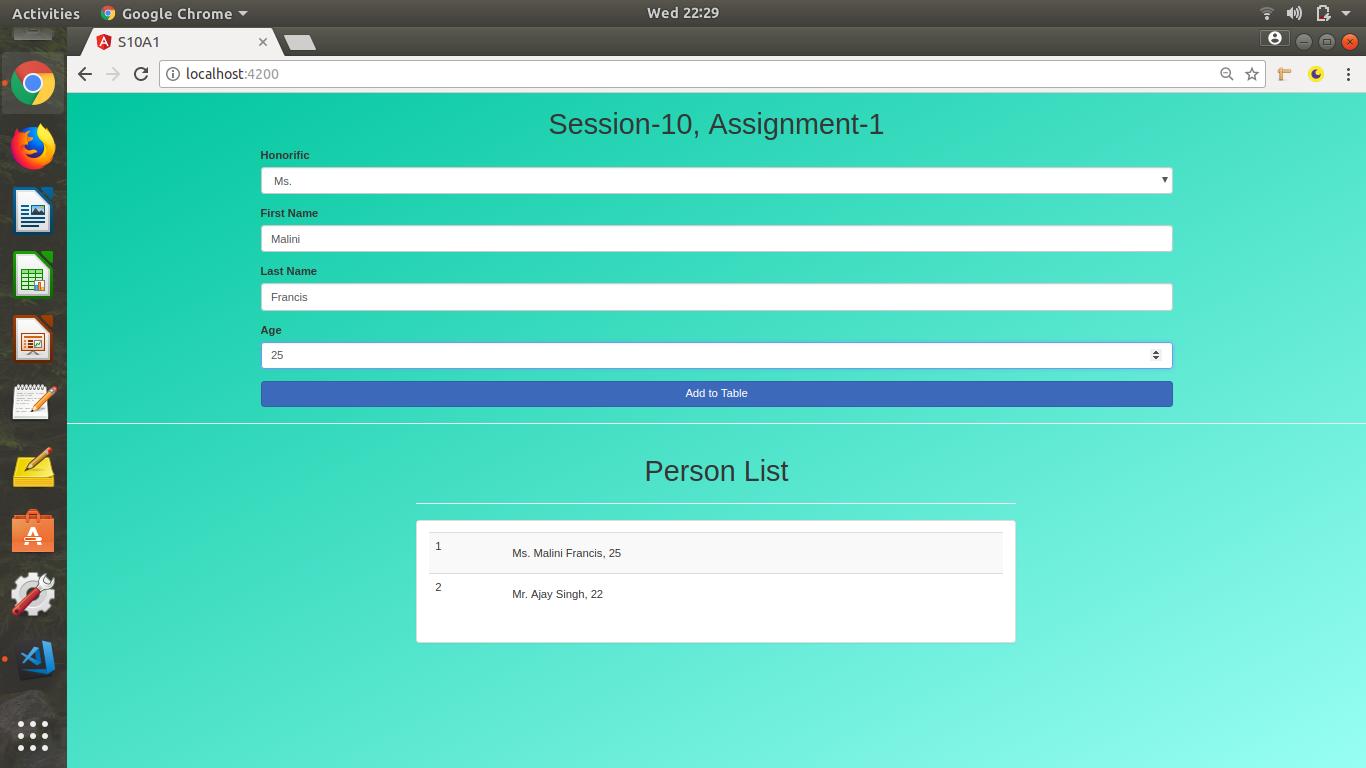 Activities Google Chrome Wed 22:29
S10A1
localhost:4200
Session-10, Assignment-1
Honorific
Ms.
First Name
Malini
Last Name
Francis
Age
25
Add to Table
Person List
1 Ms. Malini Francis, 25
2 Mr. Ajay Singh, 22